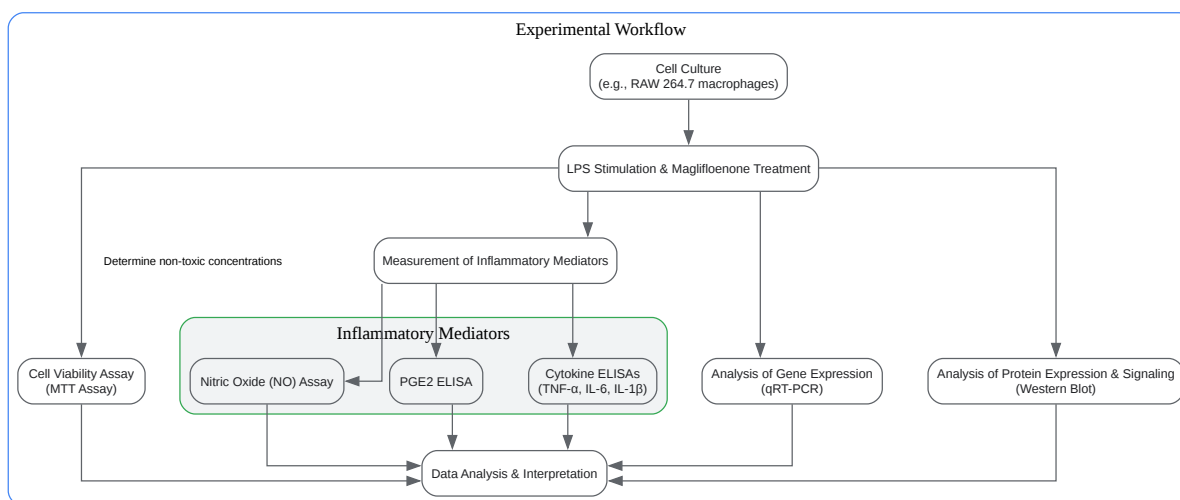 Experimental Workflow
Cell Culture
(e.g., RAW 264.7 macrophages)
LPS Stimulation & Maglifloenone Treatment
Determine non-toxic concentrations
Measurement of Inflammatory Mediators
Inflammatory Mediators
Cell Viability Assay
(MTT Assay)
Nitric Oxide (NO) Assay
PGE2 ELISA
Cytokine ELISAs
(TNF-α, IL-6, IL-1β)
Analysis of Gene Expression
(qRT-PCR)
Analysis of Protein Expression & Signaling
(Western Blot)
Data Analysis & Interpretation